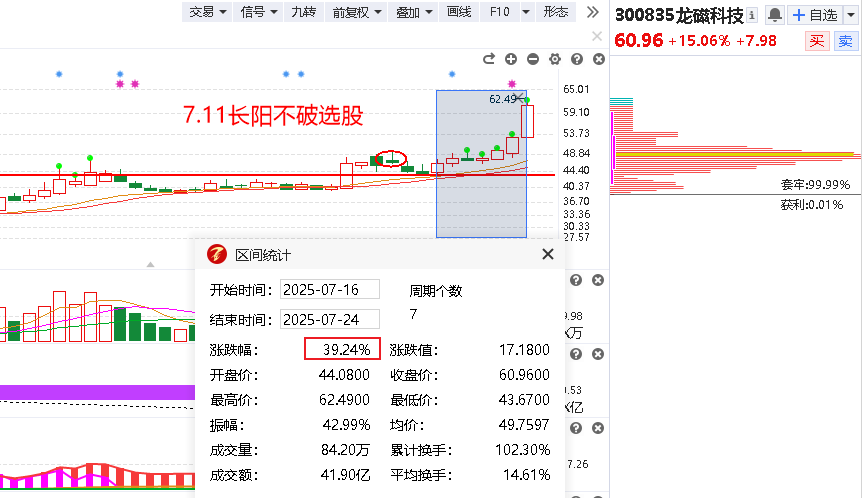 交易 信号 九转 前复权 叠加 画线 F10 形态
300835龙磁科技 自选
60.96 +15.06% +7.98 买 卖
62.49
65.01
7.11长阳不破选股
59.10
53.73
48.84
44.40
40.37
36.70
33.36
30.33
27.57
套牢:99.99%
获利:0.01%
区间统计
开始时间: 2025-07-16 周期个数
结束时间: 2025-07-24 7
涨跌幅: 39.24% 涨跌值: 17.1800
开盘价: 44.0800 收盘价: 60.9600
最高价: 62.4900 最低价: 43.6700
振幅: 42.99% 均价: 49.7597
成交量: 84.20万 累计换手: 102.30%
成交额: 41.90亿 平均换手: 14.61%
9.98
X万
0.53
X亿
7.26